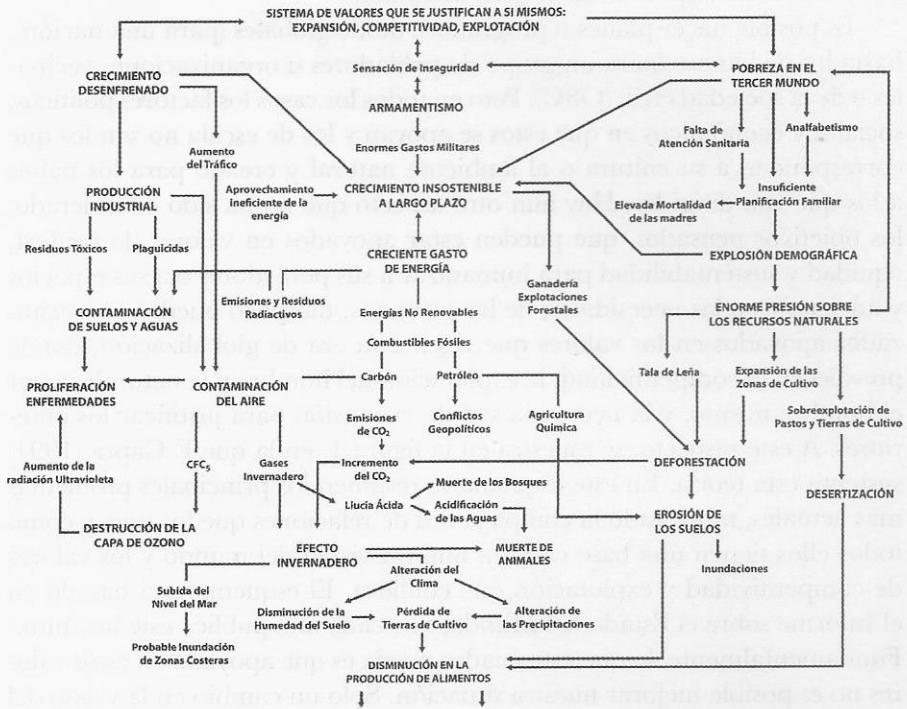 SISTEMA DE VALORES QUE SE JUSTIFICAN A SI MISMOS:
EXPANSIÓN, COMPETITIVIDAD, EXPLOTACIÓN
Sensación de Inseguridad
CRECIMIENTO
DESENFRENADO
POBREZA EN EL
TERCER MUNDO
ARMAMENTISMO
Aumento
del Tráfico
Enormes Gastos Militares
Falta de
Atención Sanitaria
Analfabetismo
PRODUCCIÓN
INDUSTRIAL
Aprovechamiento
Ineficiente de la
energía
CRECIMIENTO INSOSTENIBLE
A LARGO PLAZO
Elevada Mortalidad
de las madres
Insuficiente
Planificación Familiar
Residuos Tóxicos
Plaguicidas
CRECIENTE GASTO
DE ENERGÍA
EXPLOSIÓN DEMOGRÁFICA
CONTAMINACIÓN
DE SUELOS Y AGUAS
Emisiones y Residuos
Radiactivos
Energías No Renovables
Ganadería
Explotaciones
Forestales
ENORME PRESIÓN SOBRE
LOS RECURSOS NATURALES
Combustibles Fósiles
PROLIFERACIÓN
ENFERMEDADES
CONTAMINACIÓN
DEL AIRE
Carbón
Petróleo
Tala de Leña
Expansión de las
Zonas de Cultivo
Emisiones
de CO2
Conflictos
Geopolíticos
Agricultura
Quimica
Sobreexplotación de
Pastos y Tierras de Cultivo
Aumento de la
radiación Ultravioleta
CFC5
Gases
Invernadero
Incremento
del CO2
DEFORESTACIÓN
Muerte de los Bosques
Llucia Ácida
Acidificación
de los lagos
DESERTIZACIÓN
DETERIORO DE LA
CAPA DE OZONO
EROSIÓN DE
LOS SUELOS
EFECTO
INVERNADERO
Alteración del
Clima
MUERTE DE
ANIMALES
Inundaciones
Subida del
Nivel del Mar
Disminución de la
Humedad del Suelo
Pérdida de
Tierras de Cultivo
Alteración de
las Precipitaciones
Probable Inundación
de Zonas Costeras
DISMINUCIÓN EN LA
PRODUCCIÓN DE ALIMENTOS